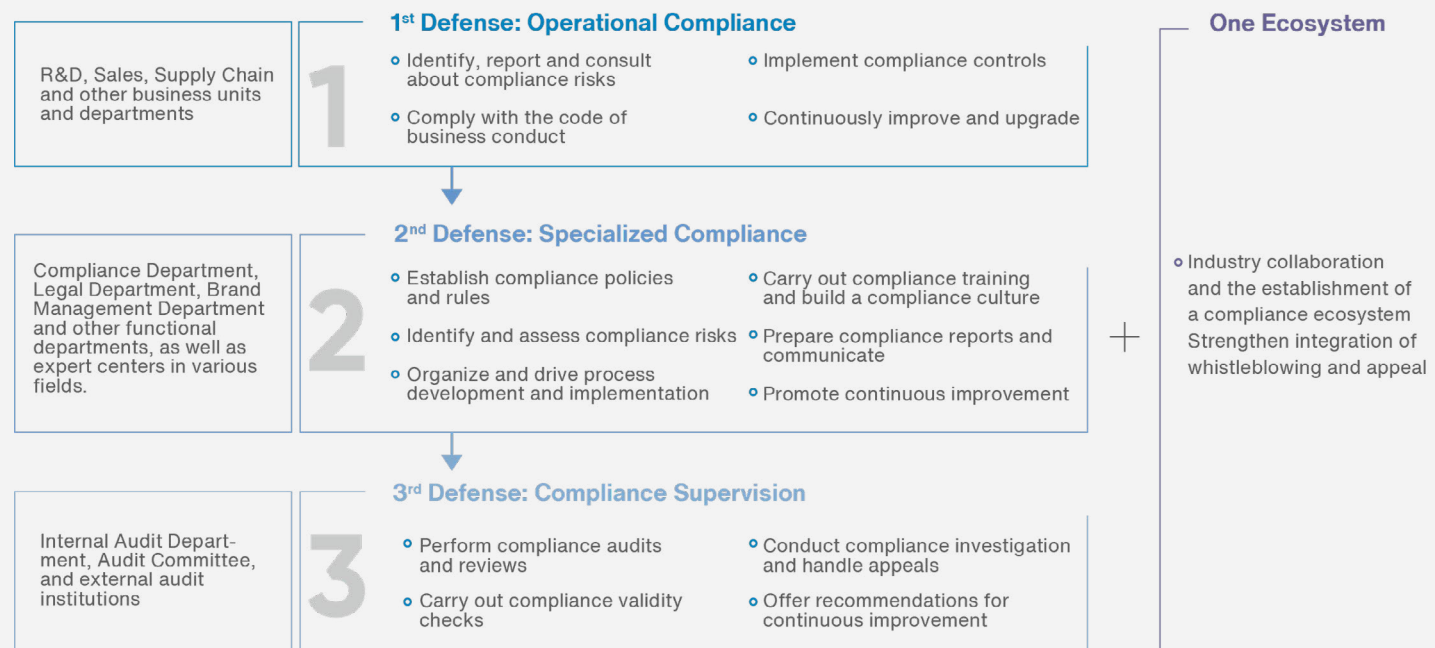 1st Defense: Operational Compliance
R&D, Sales, Supply Chain
and other business units
and departments
1
Identify, report and consult
about compliance risks
Comply with the code of
business conduct
Implement compliance controls
Continuously improve and upgrade
2nd Defense: Specialized Compliance
Compliance Department,
Legal Department, Brand
Management Department
and other functional
departments, as well as
expert centers in various
fields.
2
Establish compliance policies
and rules
Identify and assess compliance risks
Organize and drive process
development and implementation
Carry out compliance training
and build a compliance culture
Prepare compliance reports and
communicate
Promote continuous improvement
3rd Defense: Compliance Supervision
Internal Audit Depart-
ment, Audit Committee,
and external audit
institutions
3
Perform compliance audits
and reviews
Carry out compliance validity
checks
Conduct compliance investigation
and handle appeals
Offer recommendations for
continuous improvement
+
One Ecosystem
Industry collaboration
and the establishment of
a compliance ecosystem
Strengthen integration of
whistleblowing and appeal